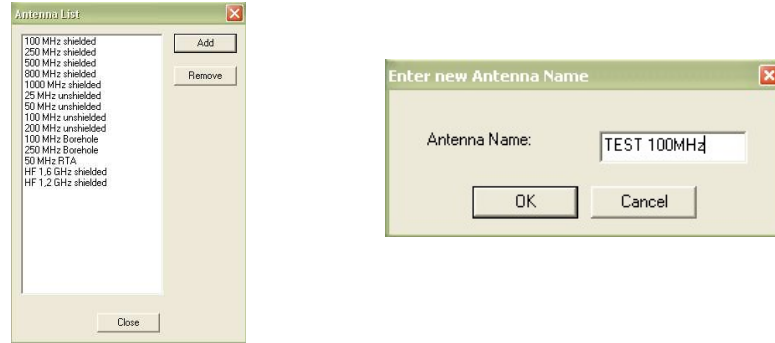 Antenna List
100 MHz shielded
250 MHz shielded
500 MHz shielded
800 MHz shielded
1000 MHz shielded
25 MHz unshielded
50 MHz unshielded
100 MHz unshielded
200 MHz unshielded
100 MHz Borehole
250 MHz Borehole
50 MHz RTA
HF 1,6 GHz shielded
HF 1,2 GHz shielded
Add
Remove
Close
Enter new Antenna Name
Antenna Name:
TEST 100MHz
OK
Cancel